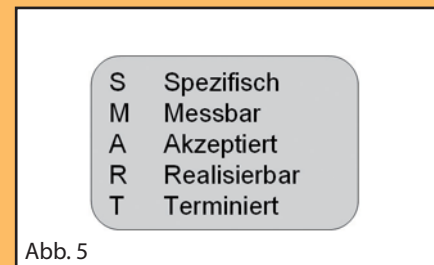 S Spezifisch
M Messbar
A Akzeptiert
R Realisierbar
T Terminiert
Abb. 5